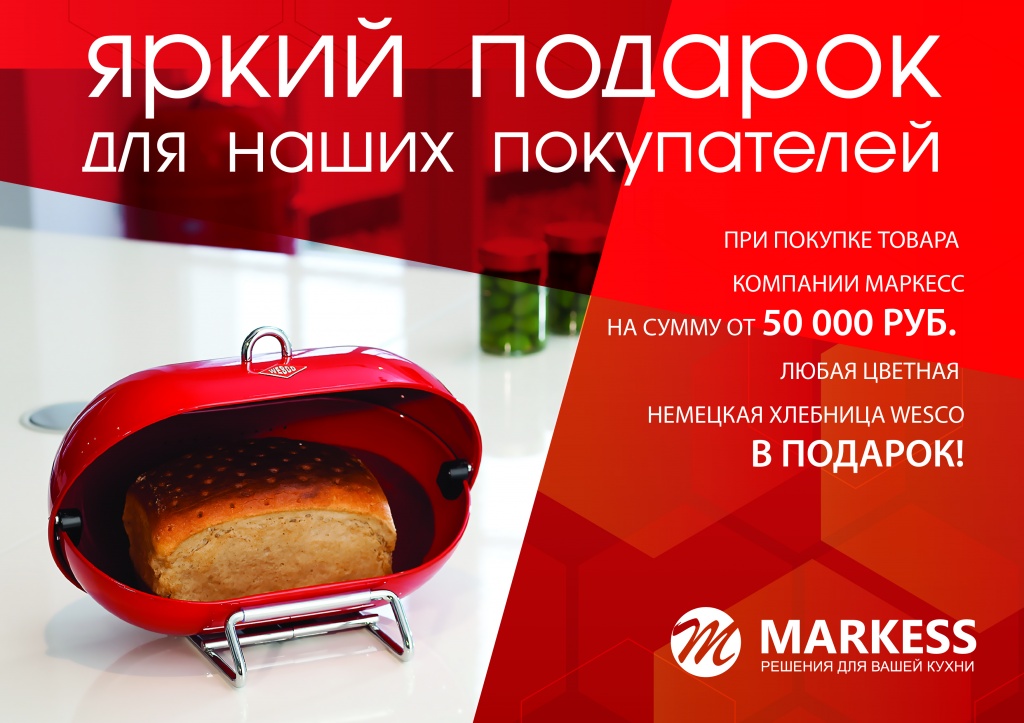 яркий подарок
для наших покупателей
ПРИ ПОКУПКЕ ТОВАРА
КОМПАНИИ МАРКЕСС
НА СУММУ ОТ 50 000 РУБ.
ЛЮБАЯ ЦВЕТНАЯ
НЕМЕЦКАЯ ХЛЕБНИЦА WESCO
В ПОДАРОК!
WESCO
M MARKESS
РЕШЕНИЯ ДЛЯ ВАШЕЙ КУХНИ